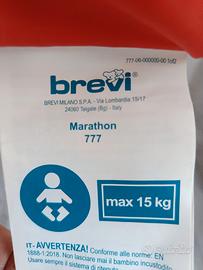 777-06-000000-00 1of2
brevi
BREVI MILANO S.P.A. - Via Lombardia 15/17
24060 Telgate (Bg) - Italy
Marathon
777
max 15 kg
IT- AVVERTENZA! Conforme alle norme: EN
1888-1:2018. Non lasciare mai il bambino incustodito.
Usare sempre il sistema di